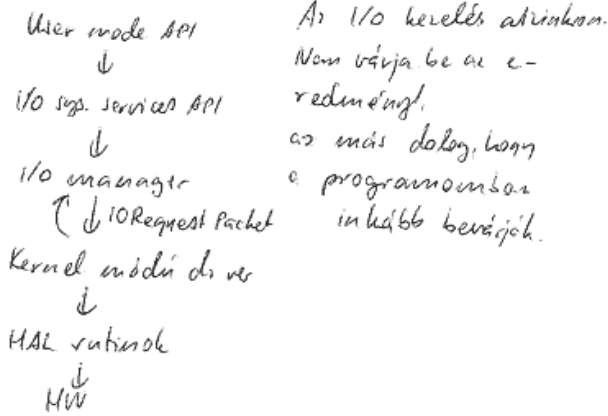 User mode API
↓
I/O sys. services API
↓
I/O manager
↓ IORequest Packet
Kernel módú driver
↓
HAL rutinok
↓
HW
Az I/O kezelés aszinkron.
Nem várja be az e-
redményt,
az más dolog, hogy
a programomban
inkább bevárják.